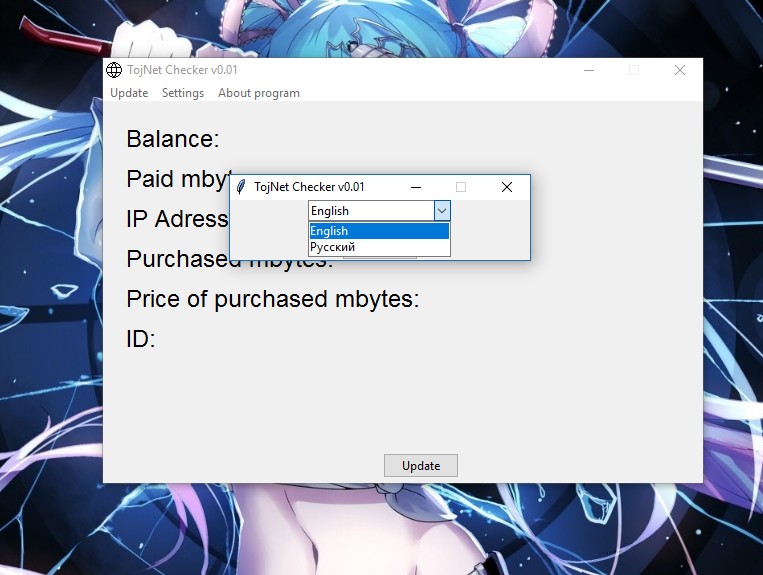 TojNet Checker v0.01
Update Settings About program
Balance:
Paid mby
TojNet Checker v0.01
IP Adress
English
English
Русский
Purchased mbytes:
Price of purchased mbytes:
ID:
Update